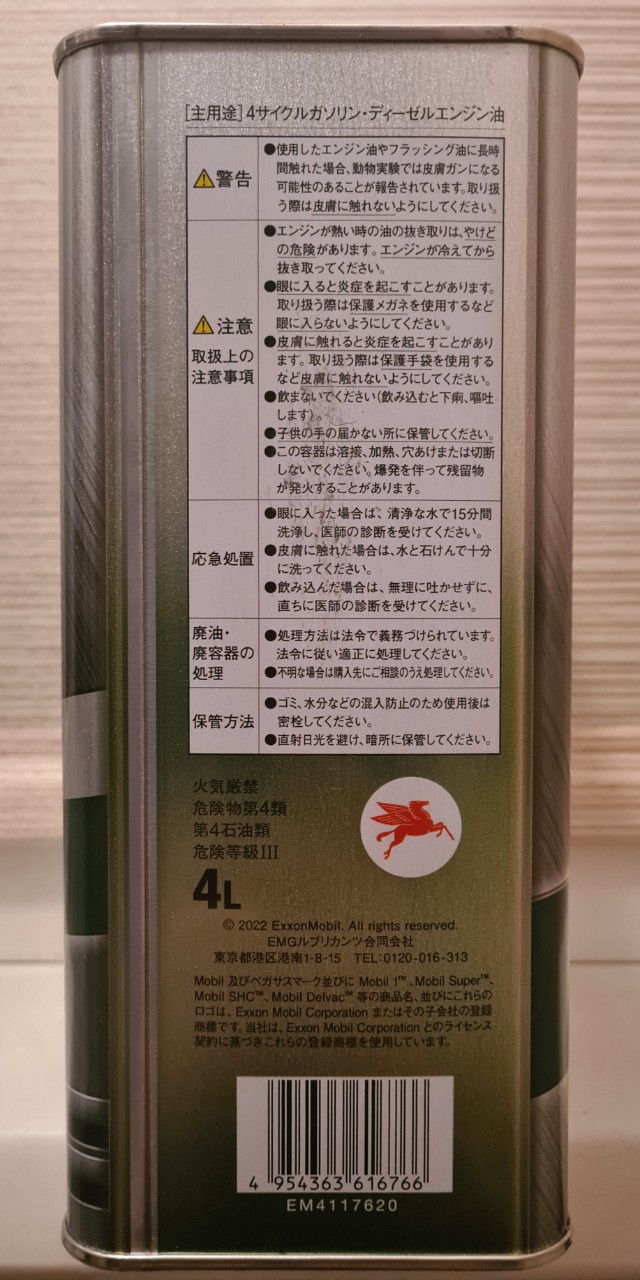 [主用途]4サイクルガソリン・ディーゼルエンジン油
⚠警告
●使用したエンジン油やフラッシング油に長時
間触れた場合、動物実験では皮膚ガンになる
可能性のあることが報告されています。取り扱
う際は皮膚に触れないようにしてください。
⚠注意
取扱上の
注意事項
●エンジンが熱い時の油の抜き取りは、やけど
の危険があります。エンジンが冷えてから
抜き取ってください。
●眼に入ると炎症を起こすことがあります。
取り扱う際は保護メガネを使用するなど
眼に入らないようにしてください。
●皮膚に触れると炎症を起こすことがあり
ます。取り扱う際は保護手袋を使用する
など皮膚に触れないようにしてください。
●飲まないでください(飲み込むと下痢、嘔吐
します)。
●子供の手の届かない所に保管してください。
●この容器は溶接、加熱、穴あけまたは切断
しないでください。爆発を伴って残留物
が発火することがあります。
応急処置
●眼に入った場合は、清浄な水で15分間
洗浄し、医師の診断を受けてください。
●皮膚に触れた場合は、水と石けんで十分
に洗ってください。
●飲み込んだ場合は、無理に吐かせずに、
直ちに医師の診断を受けてください。
廃油・
廃容器の
処理
●処理方法は法令で義務づけられています。
法令に従い適正に処理してください。
●不明な場合は購入先にご相談のうえ処理してください。
保管方法
●ゴミ、水分などの混入防止のため使用後は
密栓してください。
●直射日光を避け、暗所に保管してください。
火気厳禁
危険物第4類
第4石油類
危険等級III
4L
© 2022 ExxonMobil. All rights reserved.
EMGルブリカンツ合同会社
東京都港区港南1-8-15 TEL:0120-016-313
Mobil 及びペガサスマーク並びに Mobil 1™、Mobil Super™、
Mobil SHC™、Mobil Delvac™ 等の商品名、並びにこれらの
ロゴは、Exxon Mobil Corporation またはその子会社の登録
商標です。当社は、Exxon Mobil Corporation とのライセンス
契約に基づきこれらの登録商標を使用しています。
4 954363 616766
EM4117620